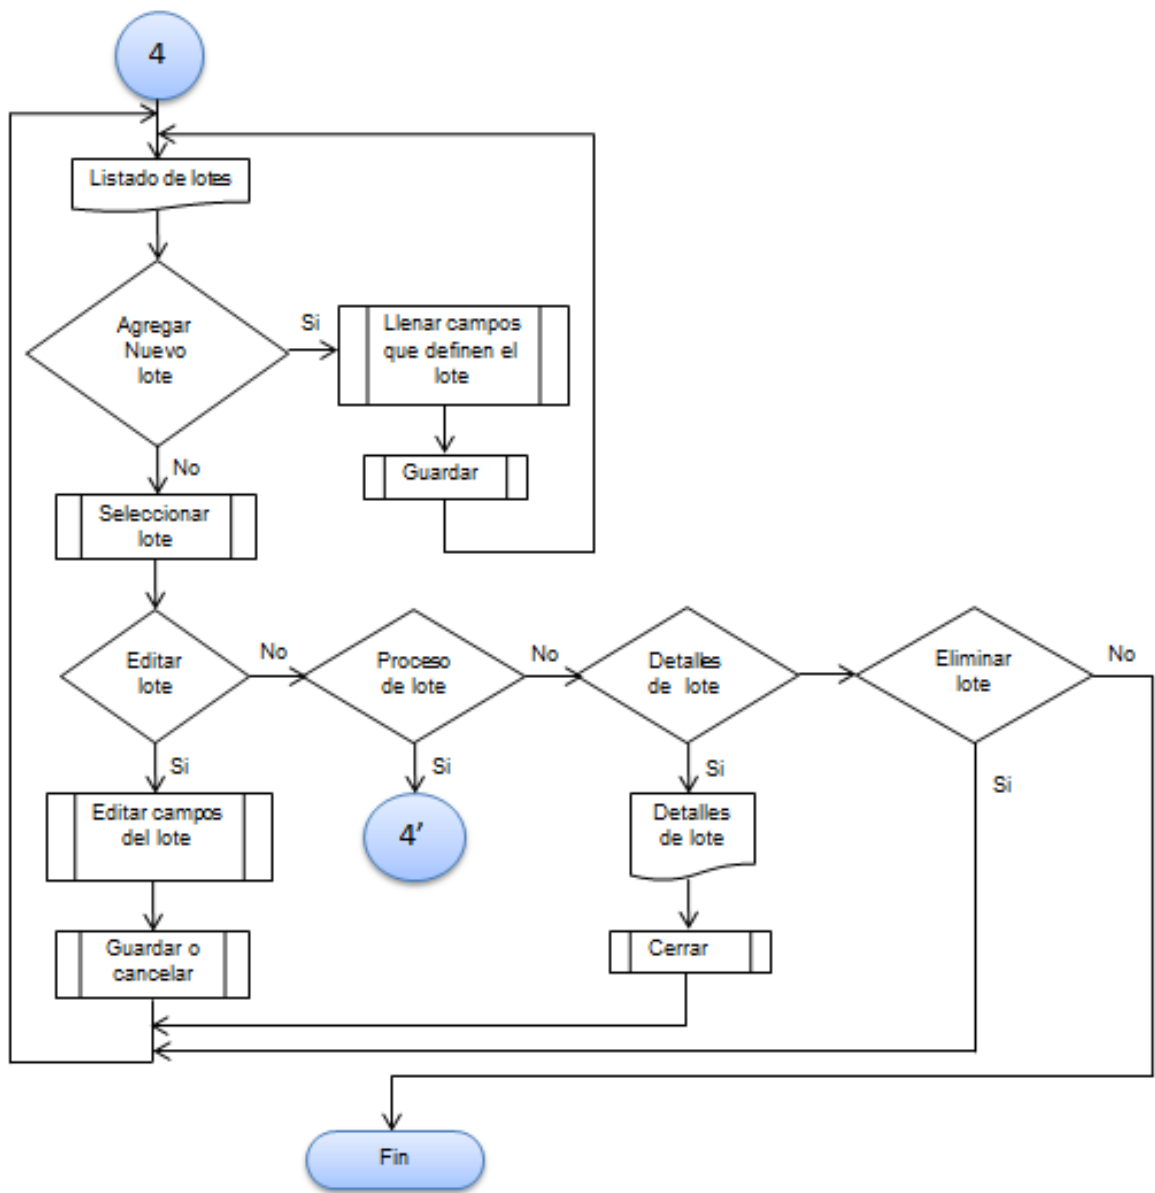 4
Listado de lotes
Agregar
Nuevo
lote
Si
Llenar campos
que definen el
lote
No
Guardar
Seleccionar
lote
Editar
lote
No
Proceso
de lote
No
Detalles
de lote
Eliminar
lote
No
Si
Si
Si
Si
Editar campos
del lote
4’
Detalles
de lote
Guardar o
cancelar
Cerrar
Fin